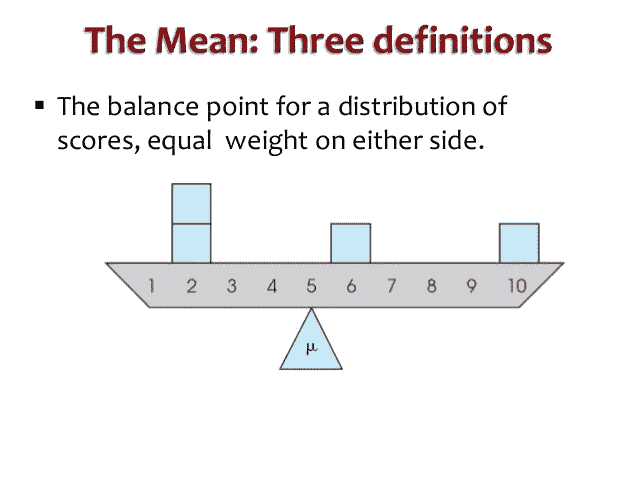 The Mean: Three definitions
▪ The balance point for a distribution of
scores, equal weight on either side.
1 2 3 4 5 6 7 8 9 10
μ